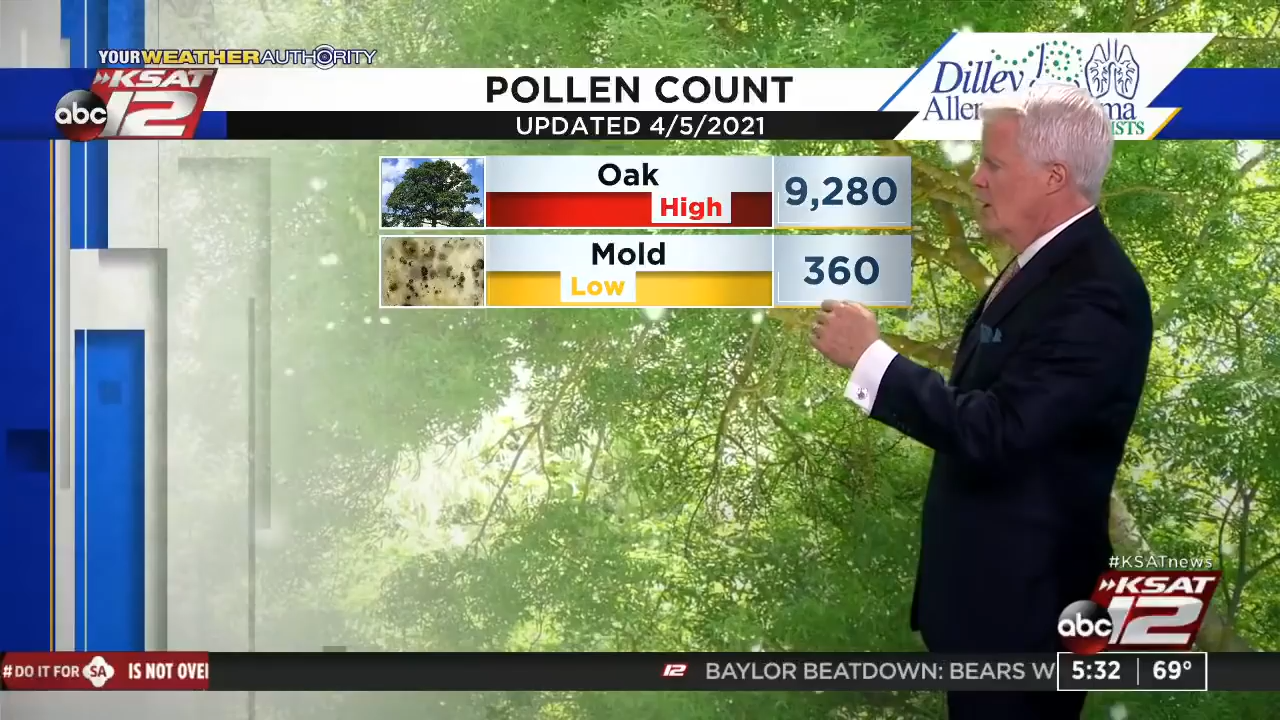 YOURWEATHERAUTHORITY
KSAT
abc 12
POLLEN COUNT
UPDATED 4/5/2021
Dilley
Oak
High
9,280
Mold
Low
360
#KSATnews
KSAT
abc 12
#DO IT FOR SA IS NOT
12 BAYLOR BEATDOWN: BEARS
5:32 69°